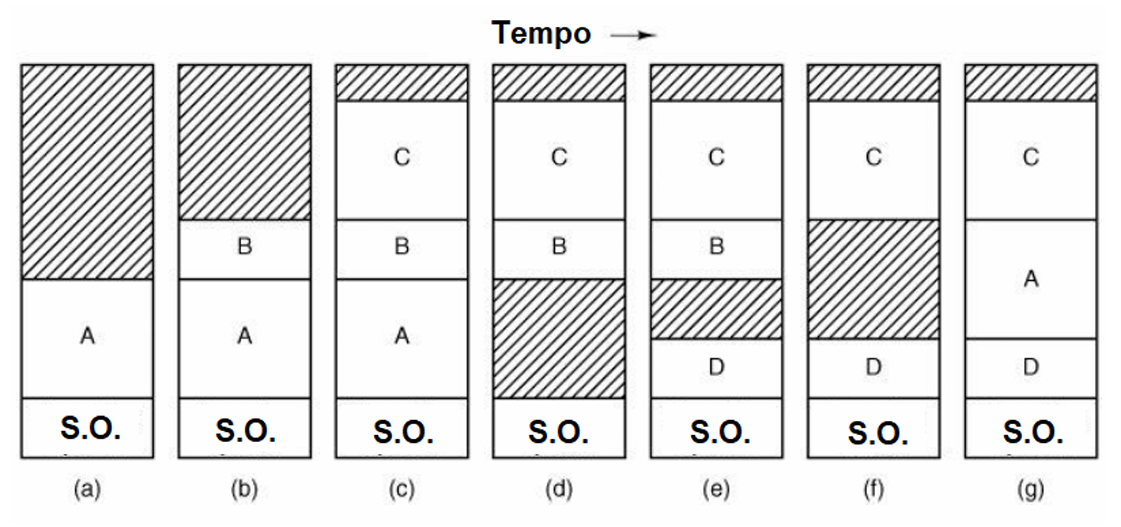 Tempo
C C C C C
B B B B
A A A A
D D D
S.O. S.O. S.O. S.O. S.O. S.O. S.O.
(a) (b) (c) (d) (e) (f) (g)